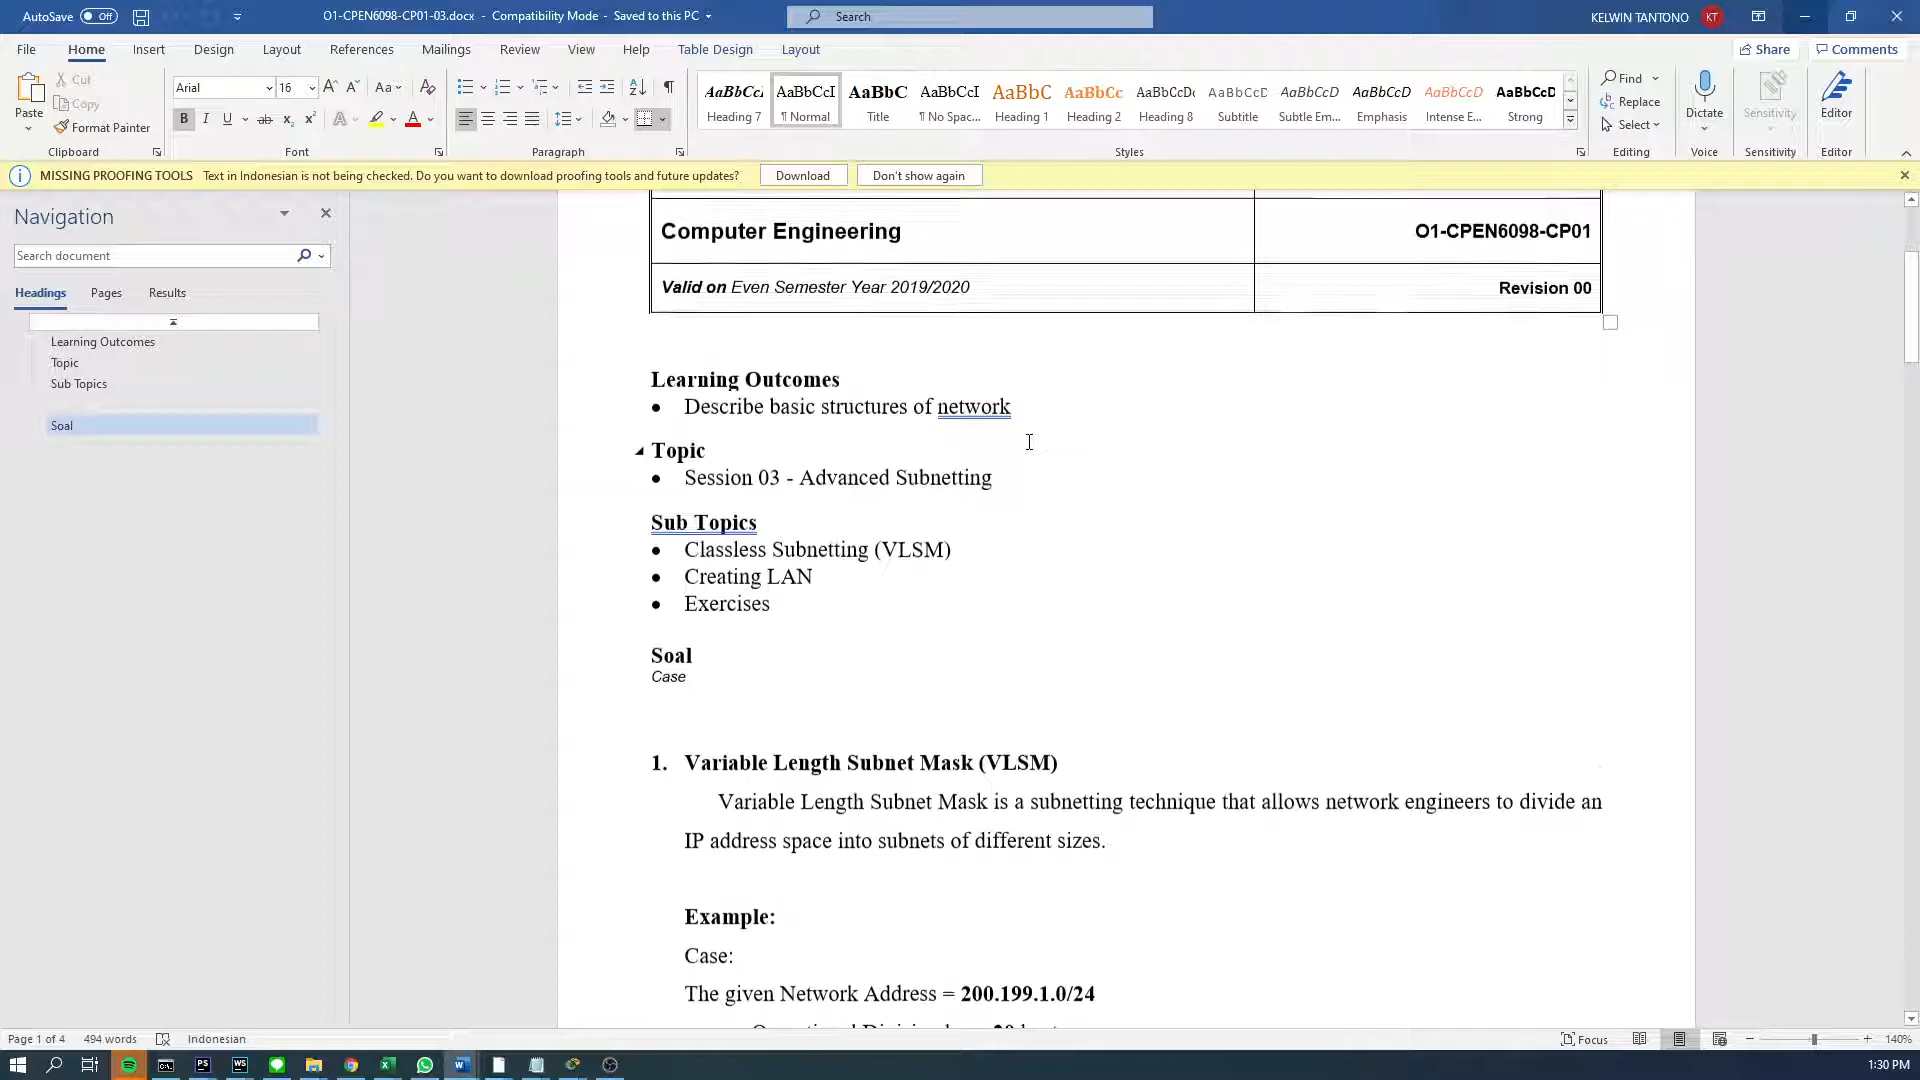 AutoSave Off O1-CPEN6098-CP01-03.docx - Compatibility Mode - Saved to this PC Search KELWIN TANTONO KT
File Home Insert Design Layout References Mailings Review View Help Table Design Layout Share Comments
Paste Cut Copy Format Painter
Arial 16
AaBbCcI AaBbCcI AaBbC AaBbCcI AaBbC AaBbCc AaBbCcDc AaBbCcD AaBbCcD AaBbCcD AaBbCcD AaBbCcD
Heading 7 ¶ Normal Title ¶ No Spac... Heading 1 Heading 2 Heading 8 Subtitle Subtle Em... Emphasis Intense E... Strong
Find Replace Select
Dictate Sensitivity Editor
Clipboard Font Paragraph Styles Editing Voice Sensitivity Editor
MISSING PROOFING TOOLS Text in Indonesian is not being checked. Do you want to download proofing tools and future updates? Download Don't show again
Navigation
Search document
Headings Pages Results
Learning Outcomes
Topic
Sub Topics
Soal
Computer Engineering O1-CPEN6098-CP01
Valid on Even Semester Year 2019/2020 Revision 00
Learning Outcomes
• Describe basic structures of network
Topic
• Session 03 - Advanced Subnetting
Sub Topics
• Classless Subnetting (VLSM)
• Creating LAN
• Exercises
Soal
Case
1. Variable Length Subnet Mask (VLSM)
Variable Length Subnet Mask is a subnetting technique that allows network engineers to divide an
IP address space into subnets of different sizes.
Example:
Case:
The given Network Address = 200.199.1.0/24
Page 1 of 4 494 words Indonesian Focus 140%
1:30 PM